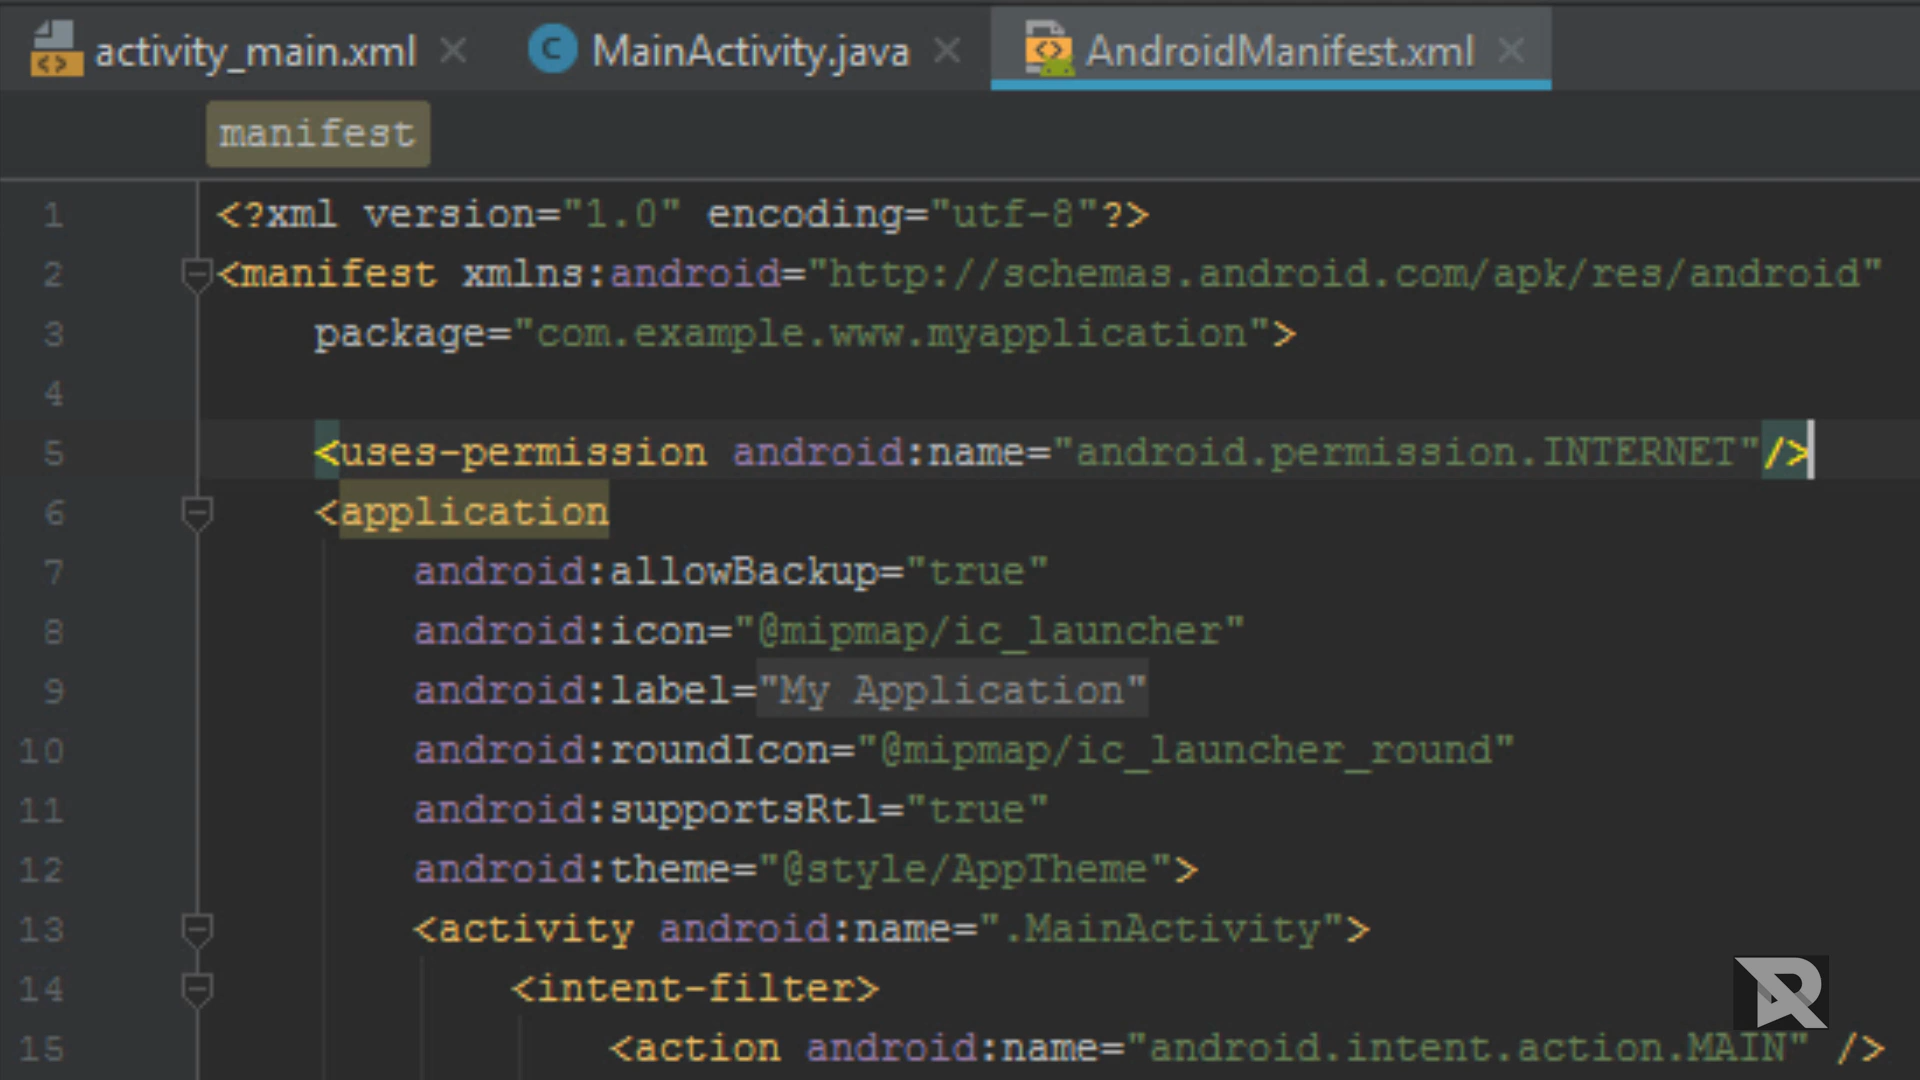 activity_main.xml MainActivity.java AndroidManifest.xml
manifest
1 <?xml version="1.0" encoding="utf-8"?>
2 <manifest xmlns:android="http://schemas.android.com/apk/res/android"
3 package="com.example.www.myapplication">
4
5 <uses-permission android:name="android.permission.INTERNET"/>
6 <application
7 android:allowBackup="true"
8 android:icon="@mipmap/ic_launcher"
9 android:label="My Application"
10 android:roundIcon="@mipmap/ic_launcher_round"
11 android:supportsRtl="true"
12 android:theme="@style/AppTheme">
13 <activity android:name=".MainActivity">
14 <intent-filter>
15 <action android:name="android.intent.action.MAIN" />